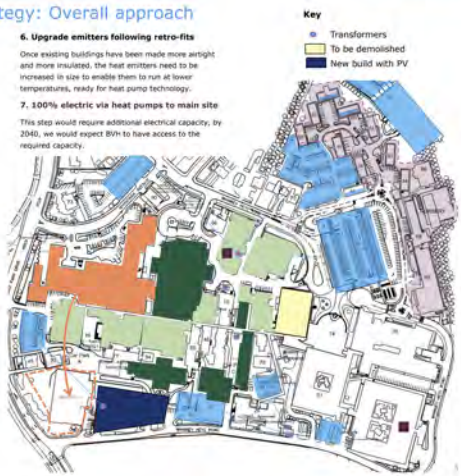 tegy: Overall approach
6. Upgrade emitters following retro-fits
Once existing buildings have been made more airtight
and more insulated, the heat emitters need to be
increased in size to enable them to run at lower
temperatures, ready for heat pump technology.
7. 100% electric via heat pumps to main site
This step would require additional electrical capacity; by
2040, we would expect BVH to have access to the
required capacity.
Key
Transformers
To be demolished
New build with PV